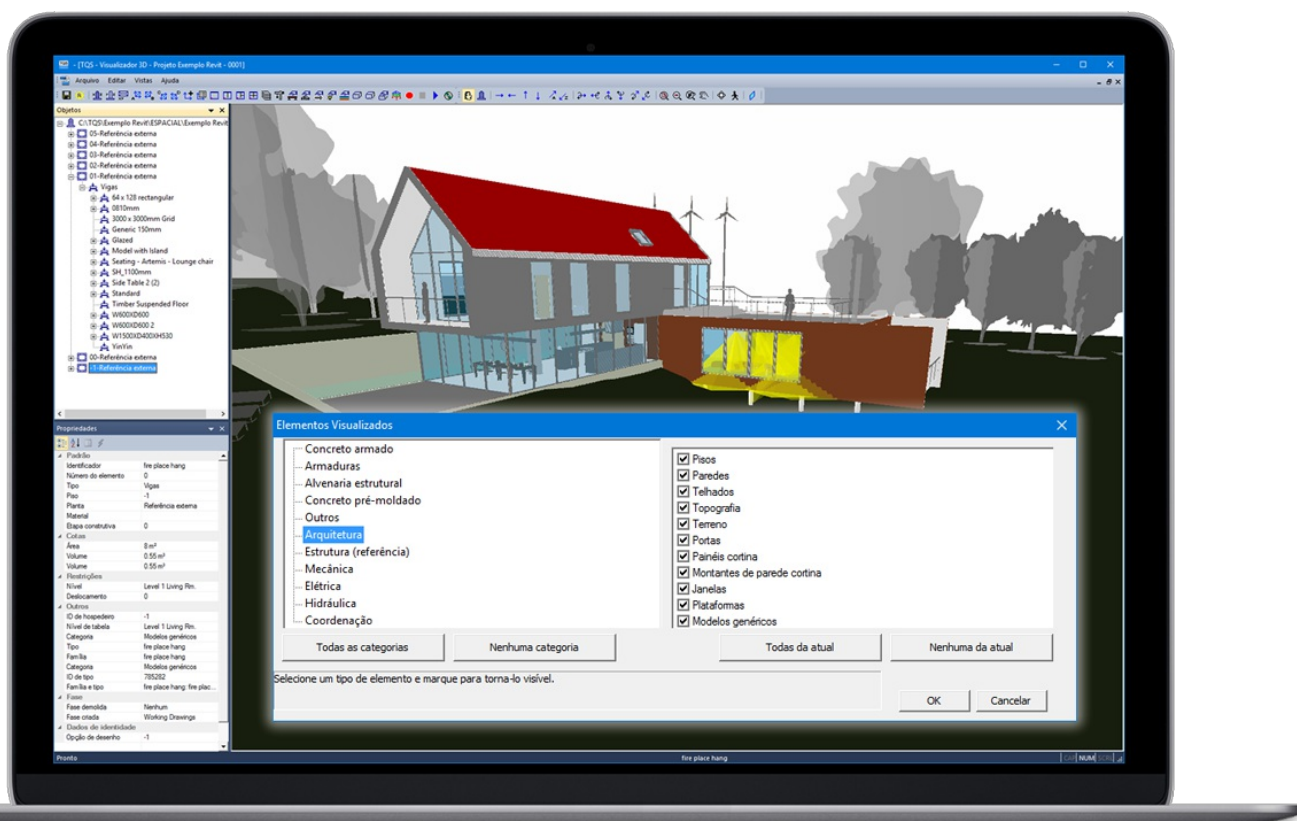 - [TQS - Visualizador 3D - Projeto Exemplo Revit - 0001]
Arquivo Editar Vistas Ajuda
Objetos
C:\TQS\Exemplo Revit\ESPACIAL\Exemplo Revit
05-Referência externa
04-Referência externa
03-Referência externa
02-Referência externa
01-Referência externa
Vigas
64 x 128 rectangular
0810mm
3000 x 3000mm Grid
Generic 150mm
Glazed
Model with Island
Seating - Artemis - Lounge chair
SH_1100mm
Side Table 2 (2)
Standard
Timber Suspended Floor
W600XD600
W600XD600 2
W1500XD400XH530
YinYin
00-Referência externa
-1-Referência externa
Propriedades
Padrão
Identificador fire place hang
Número do elemento 0
Tipo Vigas
Piso -1
Planta Referência externa
Material
Etapa construtiva 0
Cotas
Área 8 m²
Volume 0.55 m³
Volume 0.55 m³
Restrições
Nível Level 1 Living Rm.
Deslocamento 0
Outros
ID de hospedeiro -1
Nível de tabela Level 1 Living Rm.
Categoria Modelos genéricos
Tipo fire place hang
Família fire place hang
Categoria Modelos genéricos
ID de tipo 785282
Família e tipo fire place hang: fire plac...
Fase
Fase demolida Nenhum
Fase criada Working Drawings
Dados de identidade
Opção de desenho -1
Elementos Visualizados
Concreto armado
Armaduras
Alvenaria estrutural
Concreto pré-moldado
Outros
Arquitetura
Estrutura (referência)
Mecânica
Elétrica
Hidráulica
Coordenação
Pisos
Paredes
Telhados
Topografia
Terreno
Portas
Painéis cortina
Montantes de parede cortina
Janelas
Plataformas
Modelos genéricos
Todas as categorias Nenhuma categoria Todas da atual Nenhuma da atual
Selecione um tipo de elemento e marque para torna-lo visível.
OK Cancelar
Pronto fire place hang CAP NUM SCRL